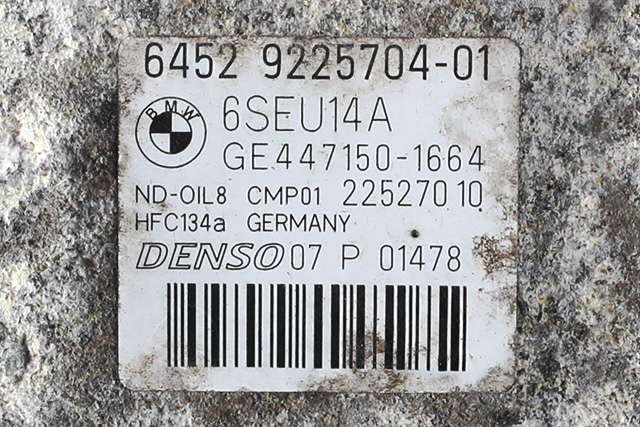 6452 9225704-01
BMW
6SEU14A
GE447150-1664
ND-OIL8 CMP01 22527010
HFC134a GERMANY
DENSO 07 P 01478